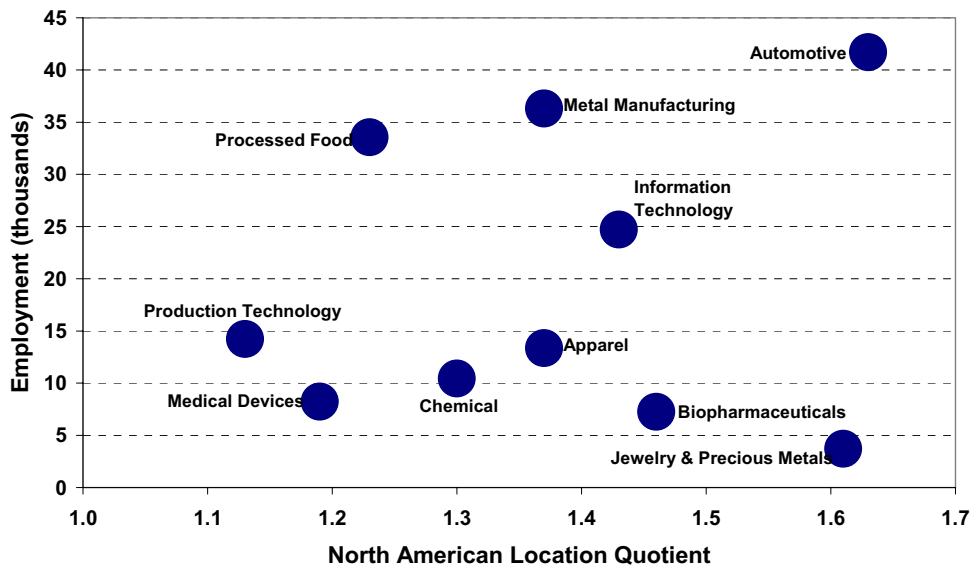 45
40
35
30
25
20
15
10
5
0
Employment (thousands)
Automotive
Metal Manufacturing
Processed Food
Information
Technology
Production Technology
Apparel
Medical Devices
Chemical
Biopharmaceuticals
Jewelry & Precious Metals
1.0 1.1 1.2 1.3 1.4 1.5 1.6 1.7
North American Location Quotient